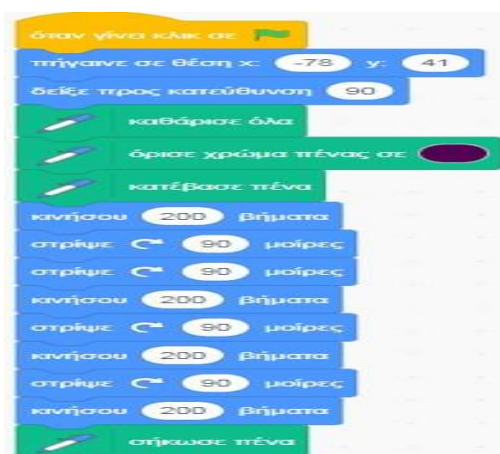 όταν γίνει κλικ σε
πήγαινε σε θέση x: -78 y: 41
δείξε προς κατεύθυνση 90
καθάρισε όλα
όρισε χρώμα πένας σε
κατέβασε πένα
κινήσου 200 βήματα
στρίψε 90 μοίρες
στρίψε 90 μοίρες
κινήσου 200 βήματα
στρίψε 90 μοίρες
κινήσου 200 βήματα
στρίψε 90 μοίρες
κινήσου 200 βήματα
σήκωσε πένα